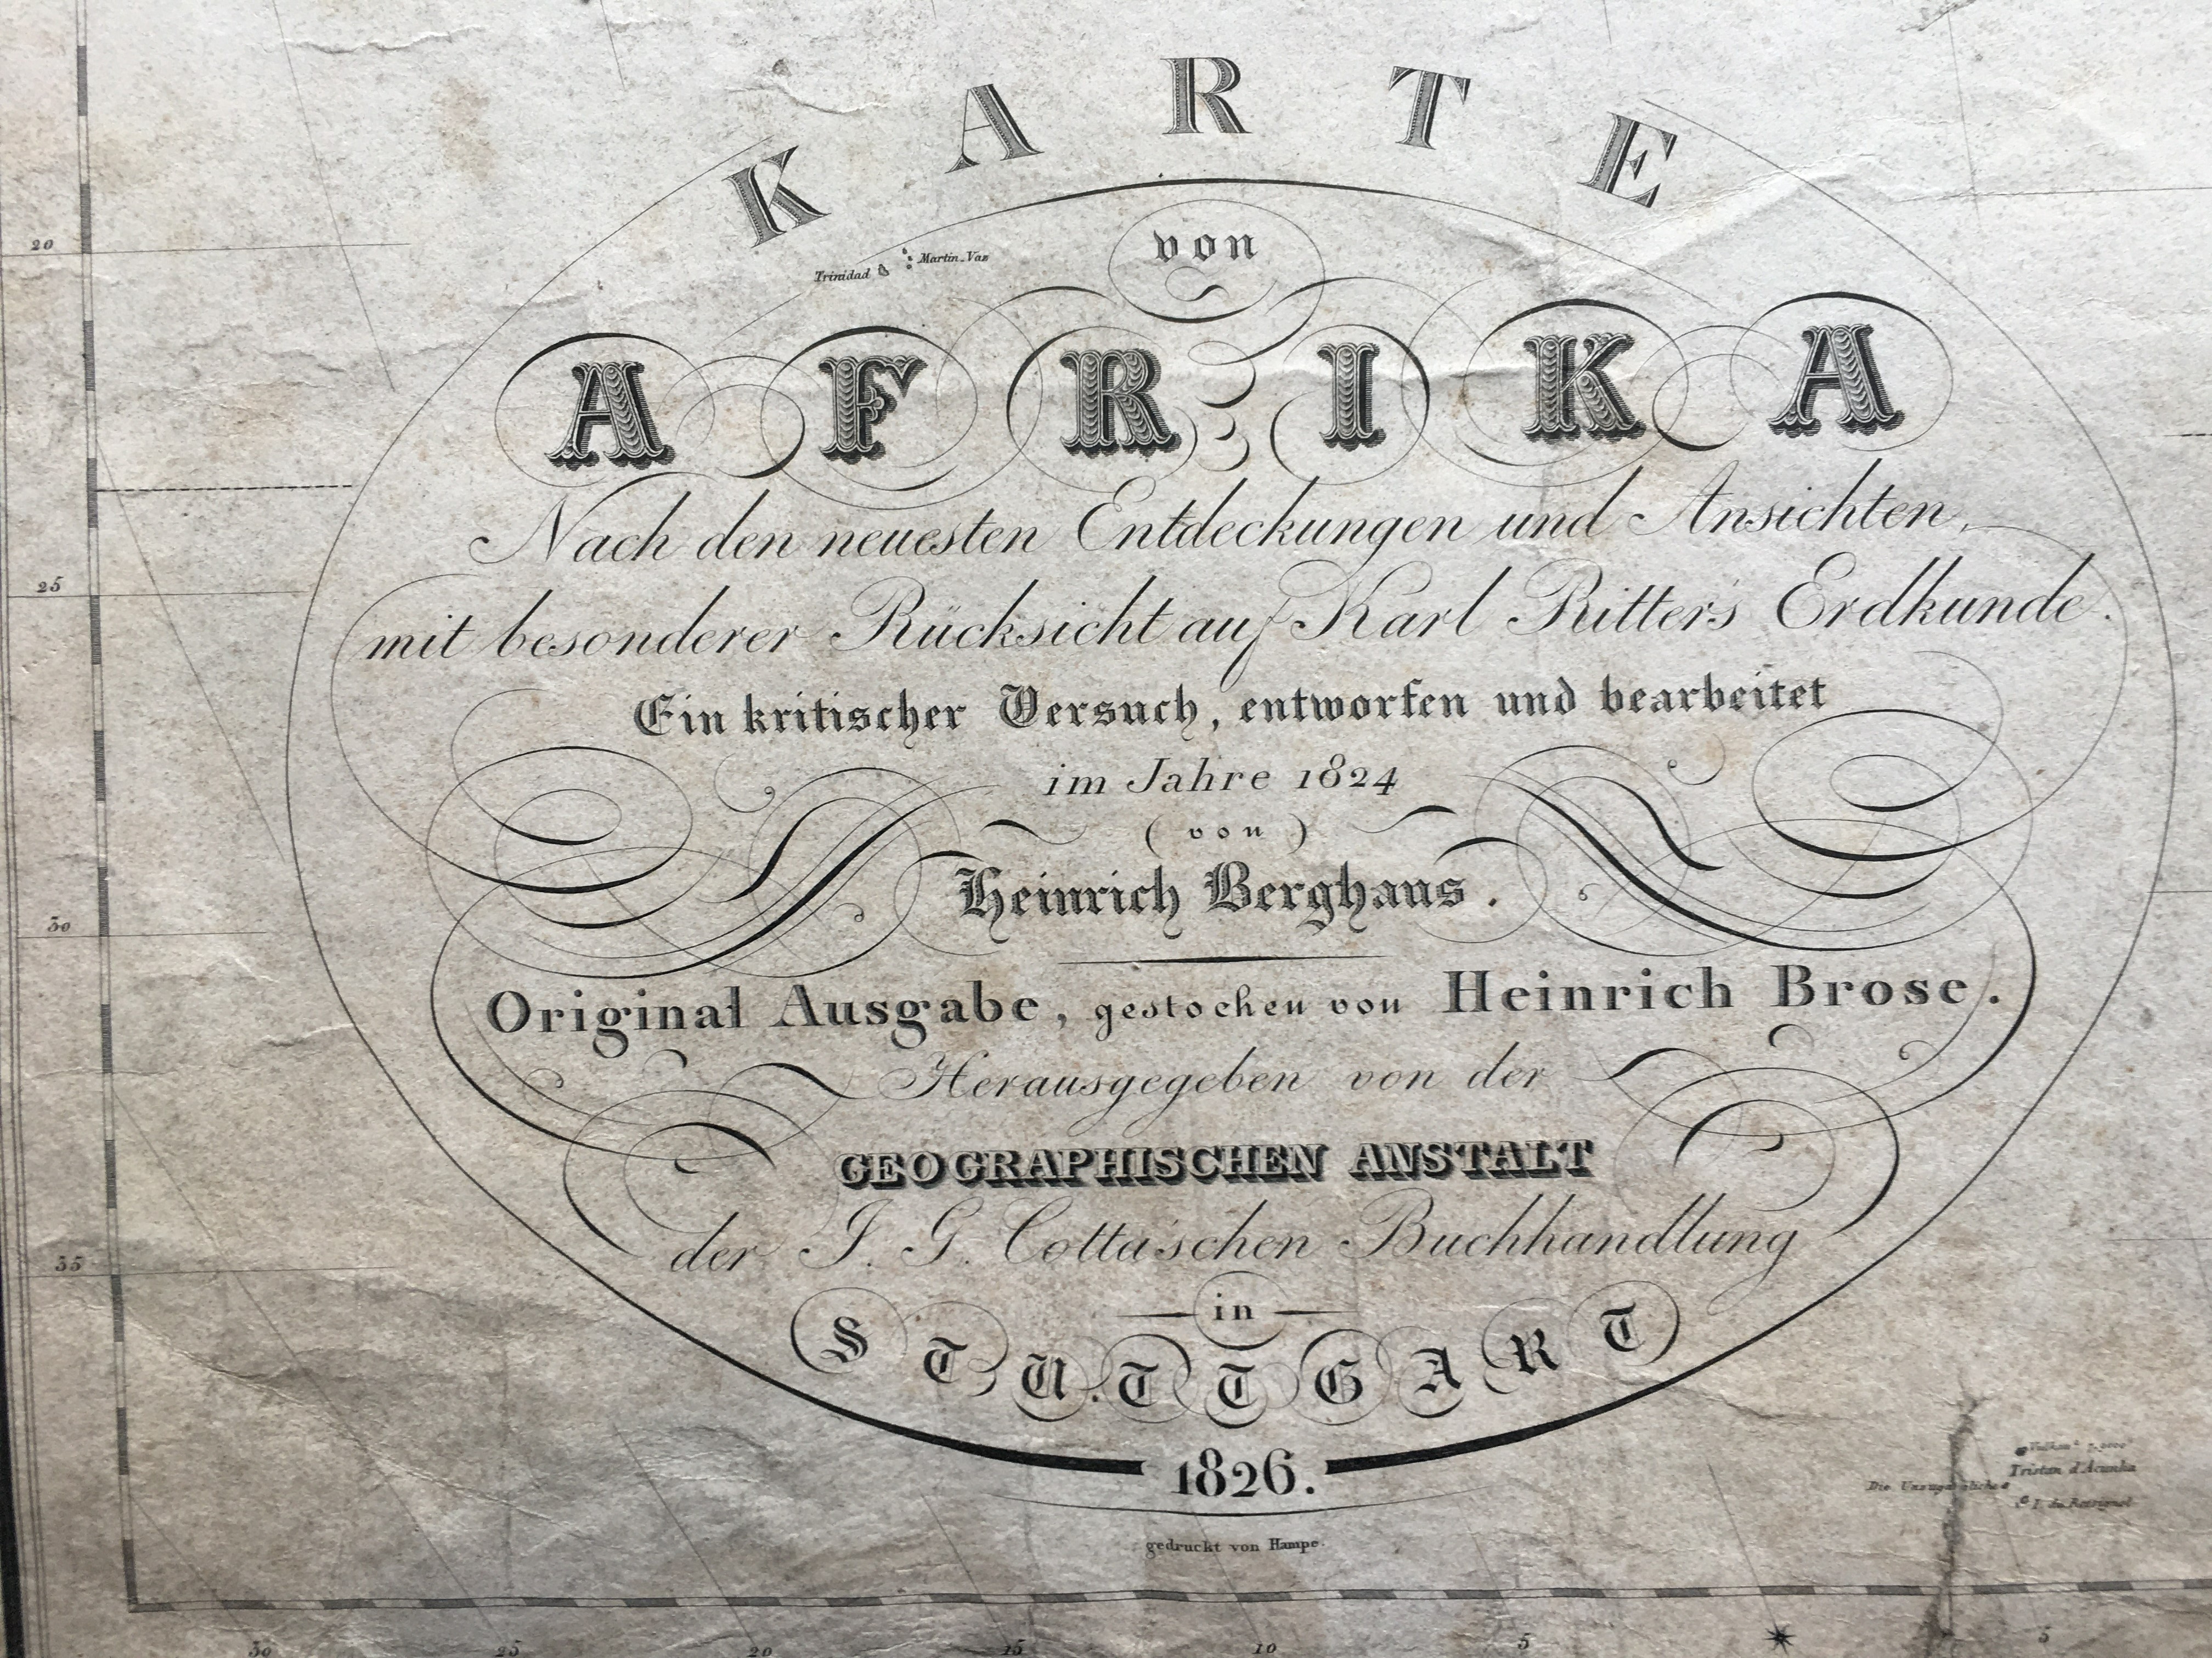 KARTE
von
Trinidad
Martin-Vaz
AFRIKA
Nach den neuesten Entdeckungen und Ansichten,
mit besonderer Rücksicht auf Karl Ritter's Erdkunde.
Ein kritischer Versuch, entworfen und bearbeitet
im Jahre 1824
(von)
Heinrich Berghaus.
Original Ausgabe, gestochen von Heinrich Brose.
Herausgegeben von der
GEOGRAPHISCHEN ANSTALT
der J. G. Cotta'schen Buchhandlung
in
STUTTGART
1826.
gedruckt von Hampe.
Tristan d'Acunha
Die
20
25
30
35
30 25 20 15 10 5 5